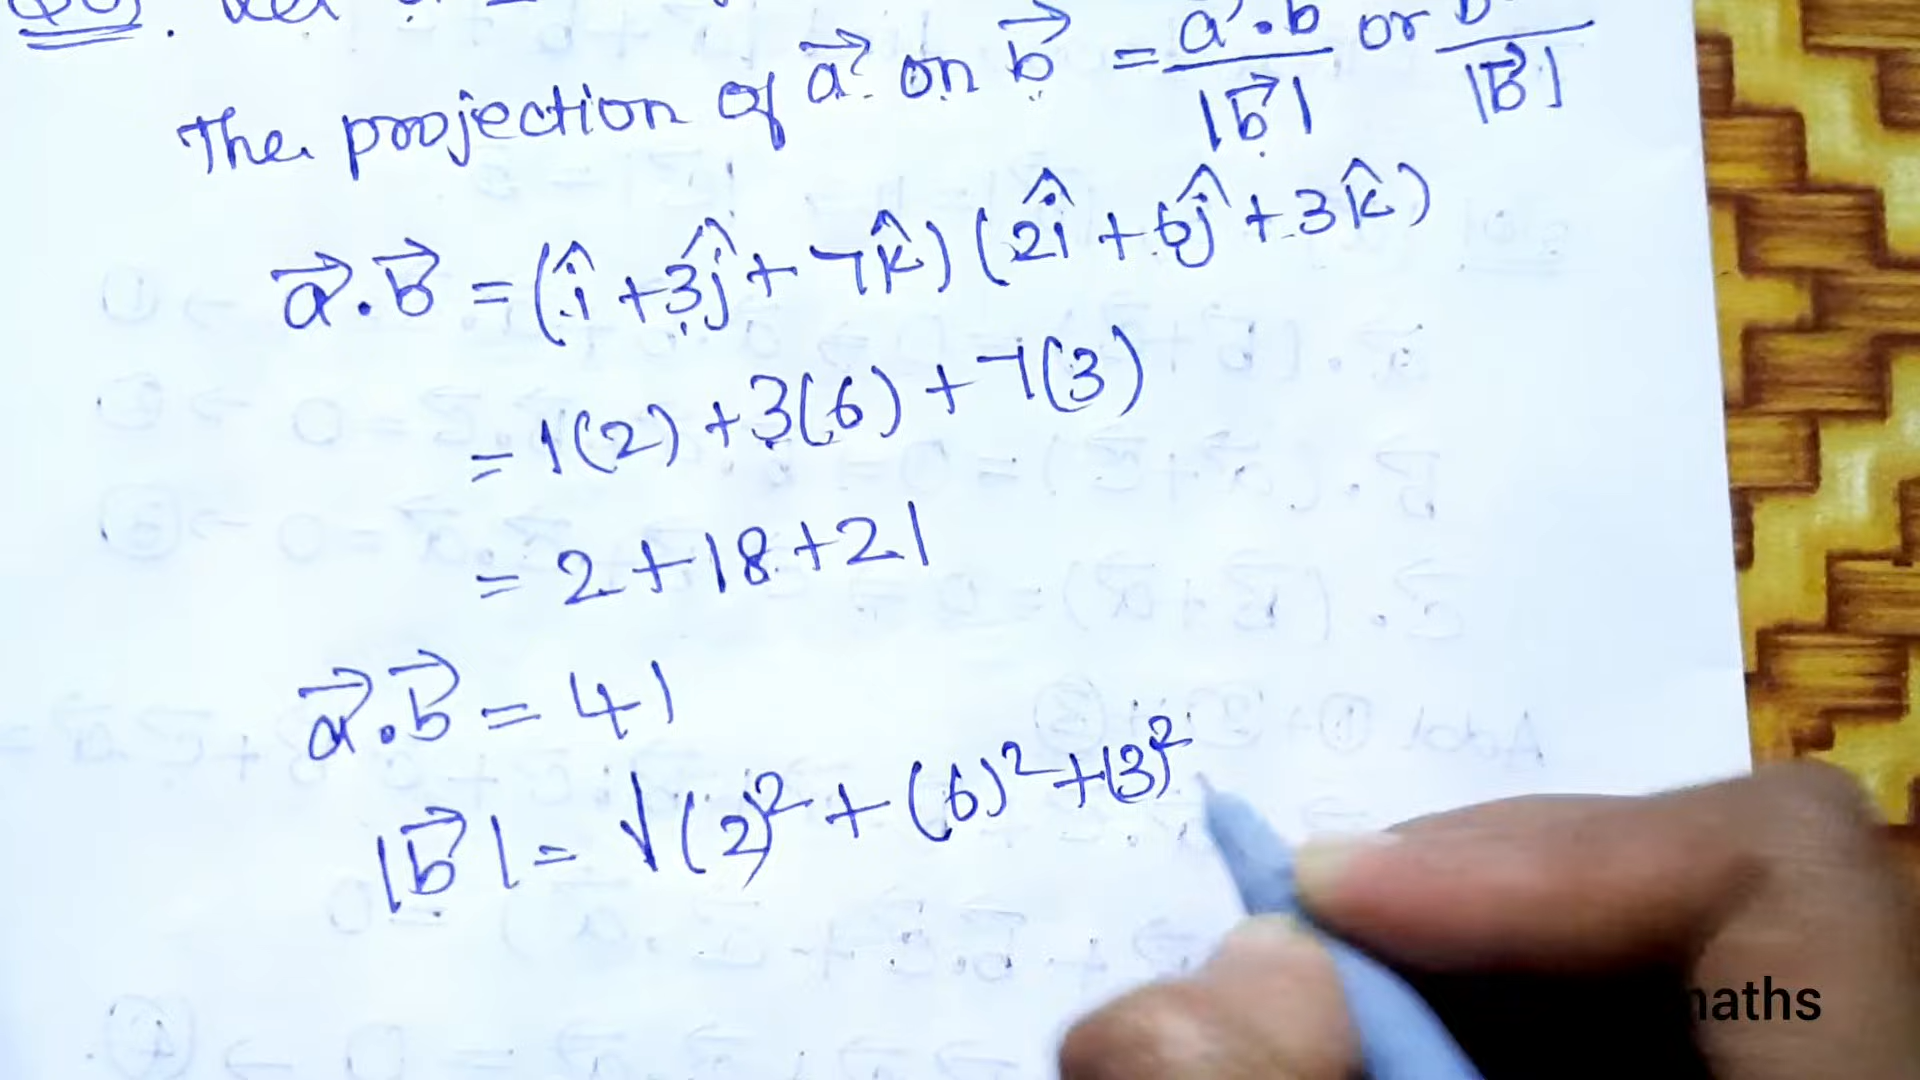 The projection of a⃗ on b⃗ = a⃗.b⃗/|b⃗| or /|b⃗|
a⃗.b⃗ = (î + 3ĵ + 7k̂) (2î + 6ĵ + 3k̂)
= 1(2) + 3(6) + 7(3)
= 2 + 18 + 21
a⃗.b⃗ = 41
|b⃗| = √(2)² + (6)² + (3)²
maths